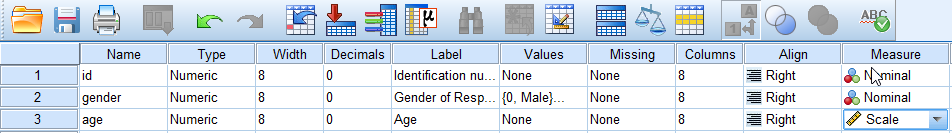 ABC
Name Type Width Decimals Label Values Missing Columns Align Measure
1 id Numeric 8 0 Identification nu... None None 8 Right Nominal
2 gender Numeric 8 0 Gender of Resp... {0, Male}... None 8 Right Nominal
3 age Numeric 8 0 Age None None 8 Right Scale